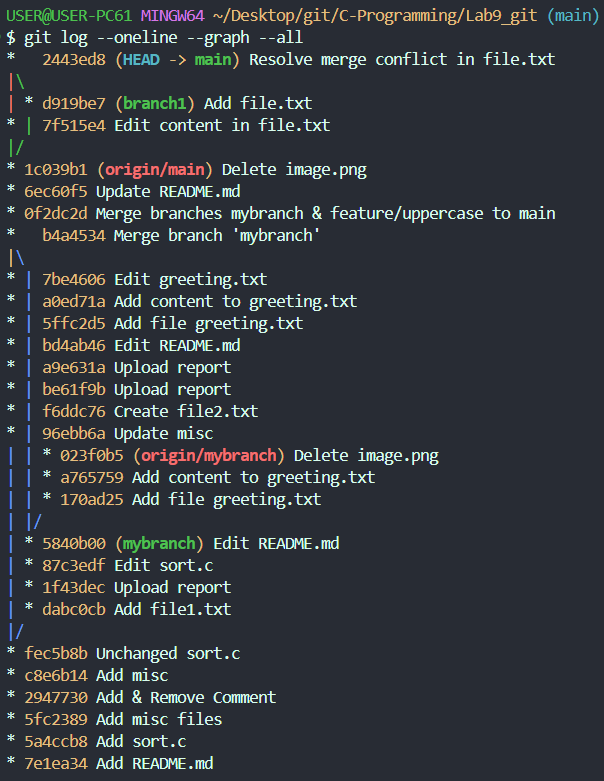 USER@USER-PC61 MINGW64 ~/Desktop/git/C-Programming/Lab9_git (main)
$ git log --oneline --graph --all
*   2443ed8 (HEAD -> main) Resolve merge conflict in file.txt
|\
| * d919be7 (branch1) Add file.txt
* | 7f515e4 Edit content in file.txt
|/
* 1c039b1 (origin/main) Delete image.png
* 6ec60f5 Update README.md
* 0f2dc2d Merge branches mybranch & feature/uppercase to main
*   b4a4534 Merge branch 'mybranch'
|\
* | 7be4606 Edit greeting.txt
* | a0ed71a Add content to greeting.txt
* | 5ffc2d5 Add file greeting.txt
* | bd4ab46 Edit README.md
* | a9e631a Upload report
* | be61f9b Upload report
* | f6ddc76 Create file2.txt
* | 96ebb6a Update misc
| | * 023f0b5 (origin/mybranch) Delete image.png
| | * a765759 Add content to greeting.txt
| | * 170ad25 Add file greeting.txt
| |/
| * 5840b00 (mybranch) Edit README.md
| * 87c3edf Edit sort.c
| * 1f43dec Upload report
| * dabc0cb Add file1.txt
|/
* fec5b8b Unchanged sort.c
* c8e6b14 Add misc
* 2947730 Add & Remove Comment
* 5fc2389 Add misc files
* 5a4ccb8 Add sort.c
* 7e1ea34 Add README.md